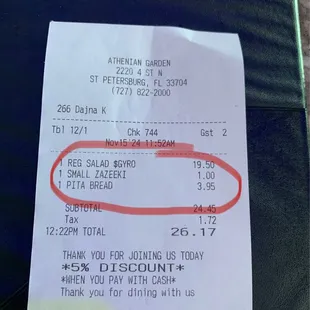 ATHENIAN GARDEN
2220 4 ST N
ST PETERSBURG, FL 33704
(727) 822-2000
266 Dajna K
Tbl 12/1 Chk 744 Gst 2
Nov15'24 11:52AM
1 REG SALAD $GYRO 19.50
1 SMALL ZAZEEKI 1.00
1 PITA BREAD 3.95
SUBTOTAL 24.45
Tax 1.72
12:22PM TOTAL 26.17
THANK YOU FOR JOINING US TODAY
*5% DISCOUNT*
*WHEN YOU PAY WITH CASH*
Thank you for dining with us